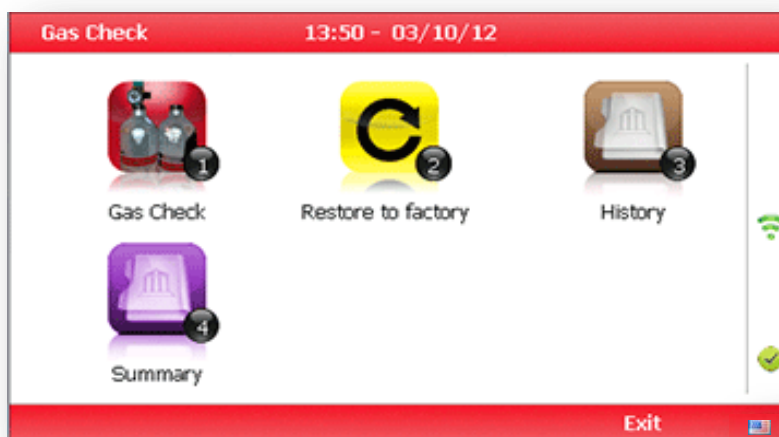 Gas Check 13:50 - 03/10/12
1 2 3
Gas Check Restore to factory History
4
Summary
Exit